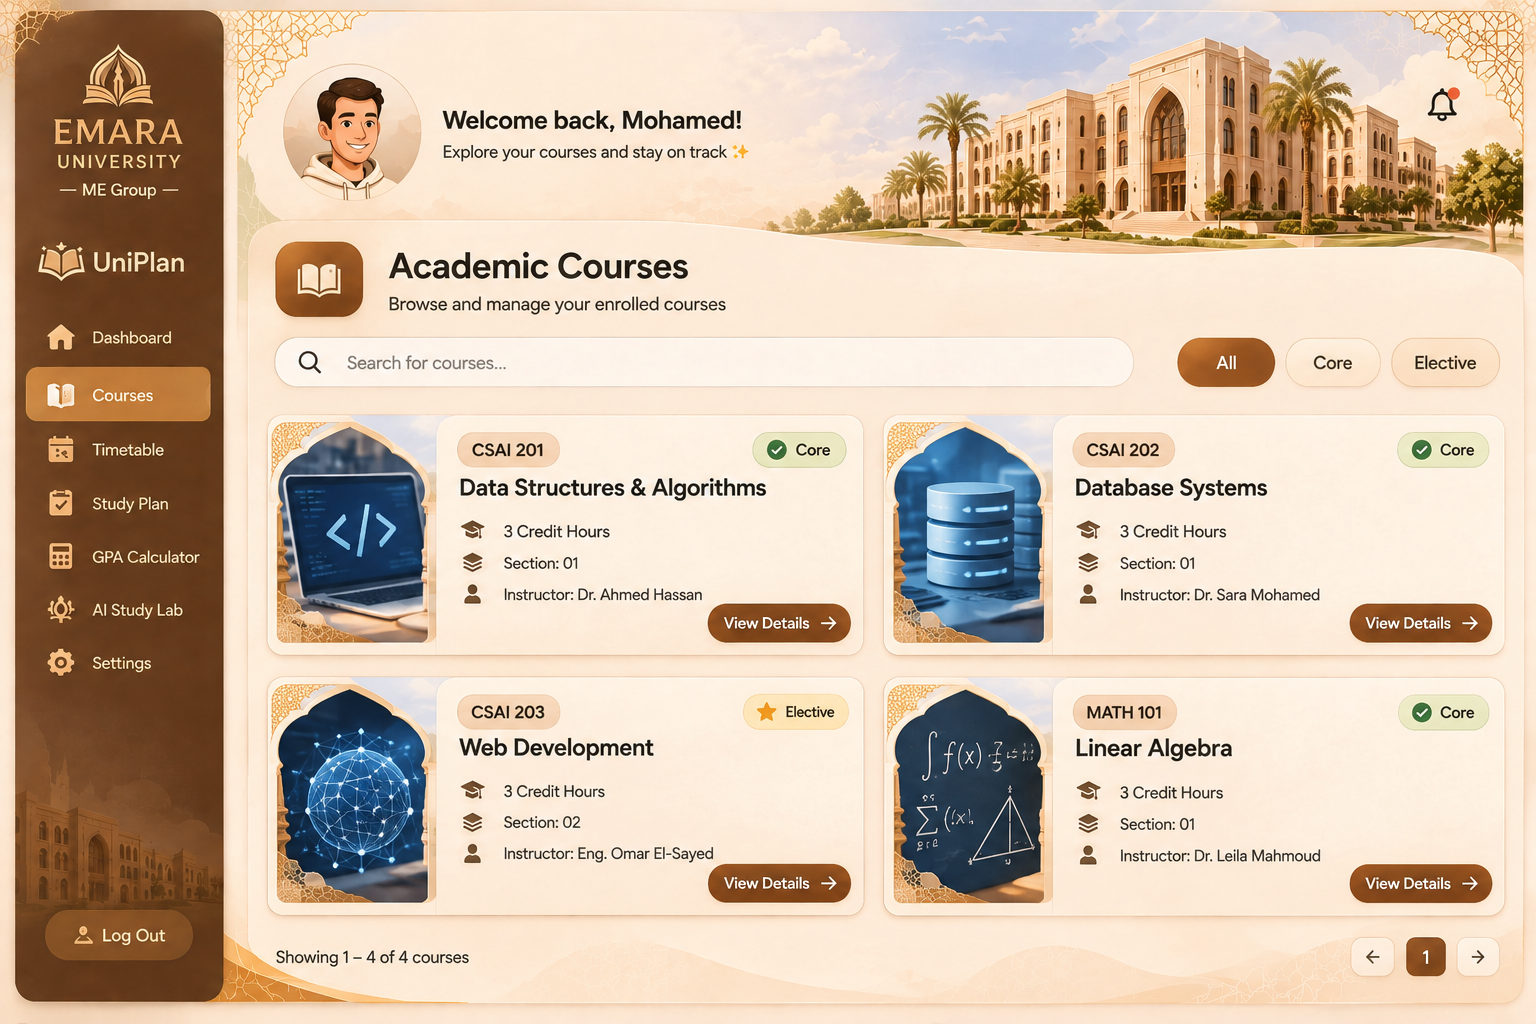 EMARA
UNIVERSITY
— ME Group —
UniPlan
Dashboard
Courses
Timetable
Study Plan
GPA Calculator
AI Study Lab
Settings
Log Out
Welcome back, Mohamed!
Explore your courses and stay on track ✨
Academic Courses
Browse and manage your enrolled courses
Search for courses...
All
Core
Elective
CSAI 201
Core
Data Structures & Algorithms
3 Credit Hours
Section: 01
Instructor: Dr. Ahmed Hassan
View Details →
</>
CSAI 202
Core
Database Systems
3 Credit Hours
Section: 01
Instructor: Dr. Sara Mohamed
View Details →
CSAI 203
Elective
Web Development
3 Credit Hours
Section: 02
Instructor: Eng. Omar El-Sayed
View Details →
MATH 101
Core
Linear Algebra
3 Credit Hours
Section: 01
Instructor: Dr. Leila Mahmoud
View Details →
∫ f(x)
Σ
Showing 1 – 4 of 4 courses
← 1 →